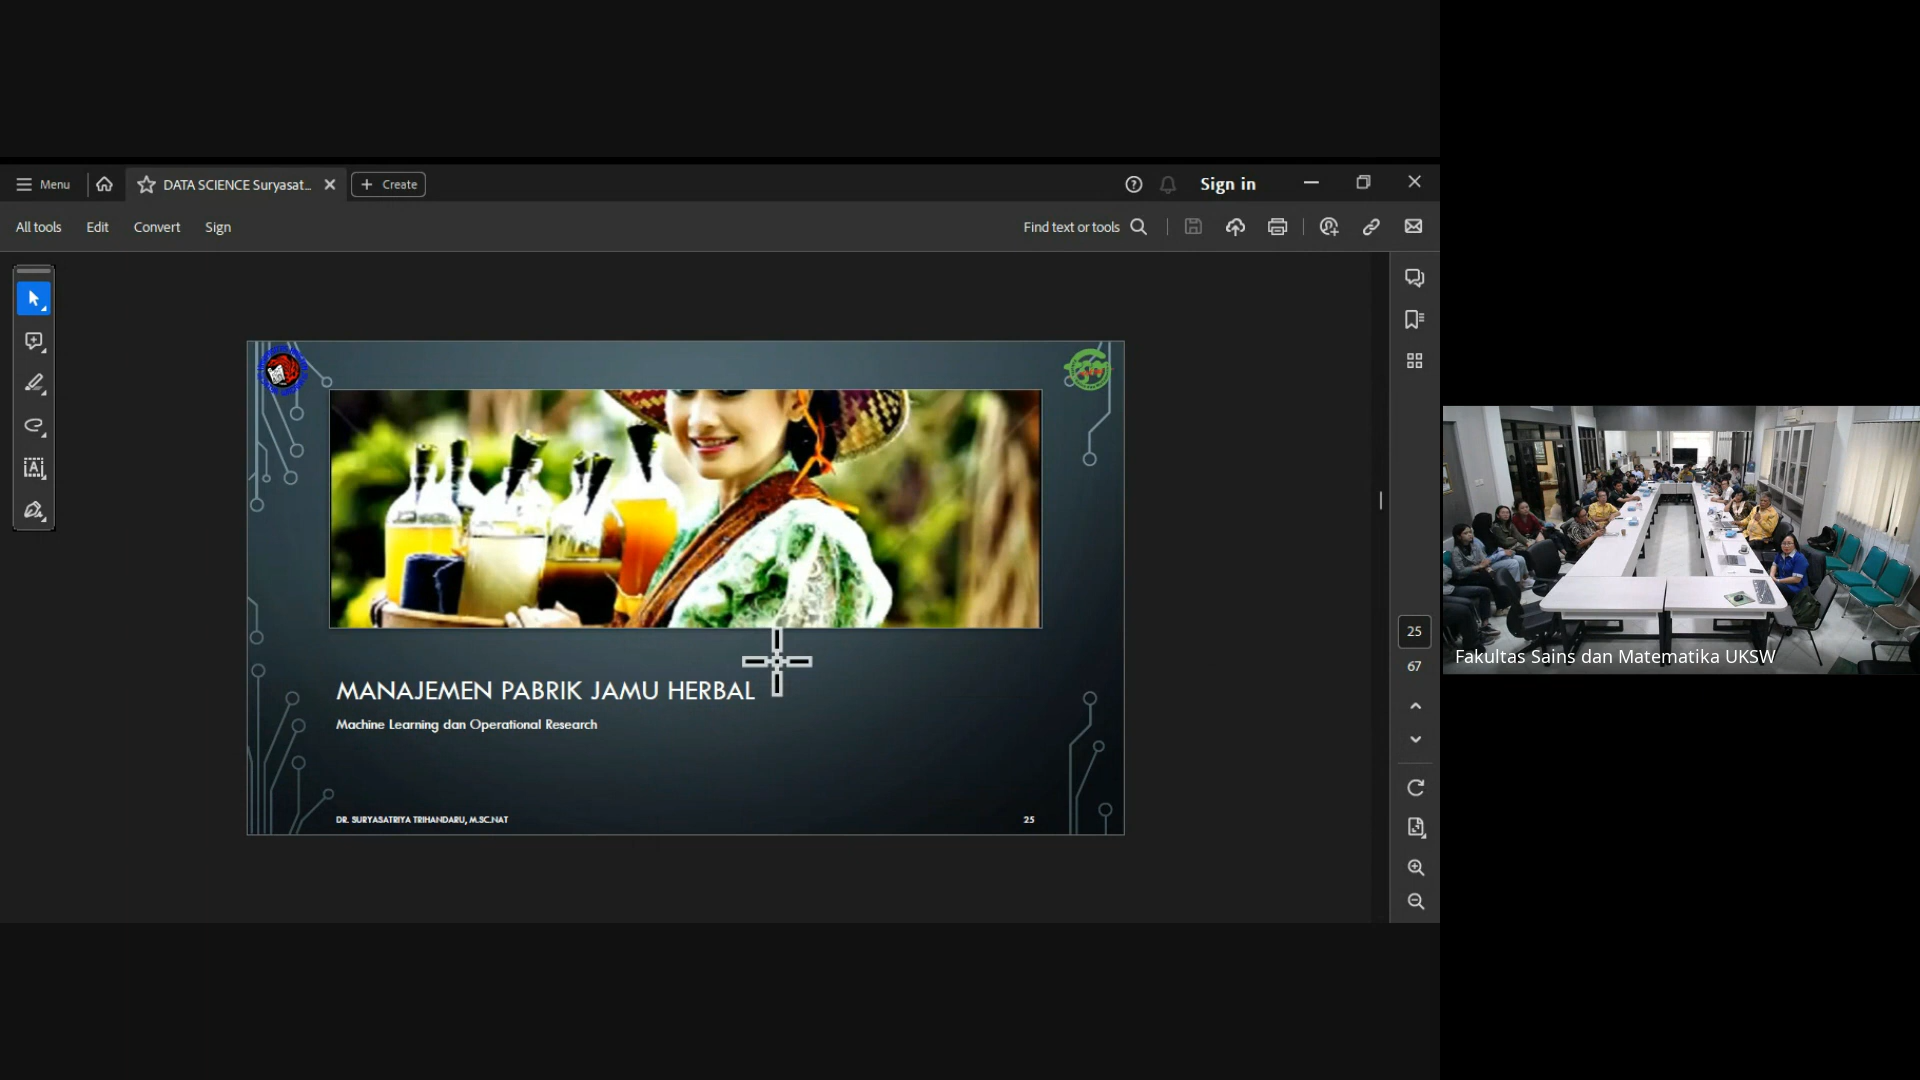 Menu
DATA SCIENCE Suryasat...
Create
Sign in
All tools
Edit
Convert
Sign
Find text or tools
MANAJEMEN PABRIK JAMU HERBAL
Machine Learning dan Operational Research
DR. SURYASATRIYA TRIHANDARU, M.SC.NAT
25
25
67
Fakultas Sains dan Matematika UKSW